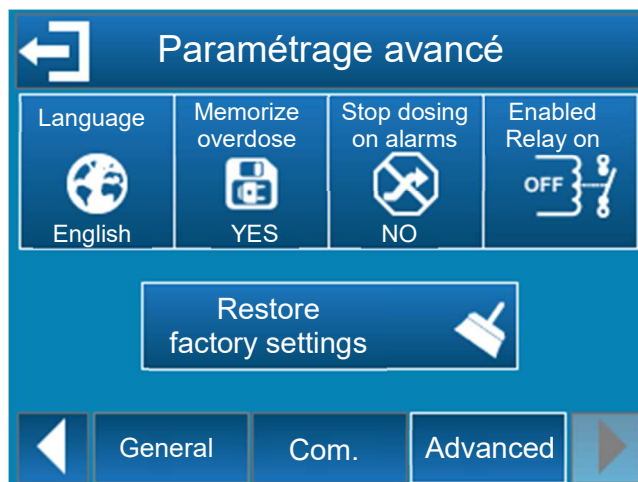 Paramétrage avancé
Language
English
Memorize
overdose
YES
Stop dosing
on alarms
NO
Enabled
Relay on
OFF
Restore
factory settings
General
Com.
Advanced